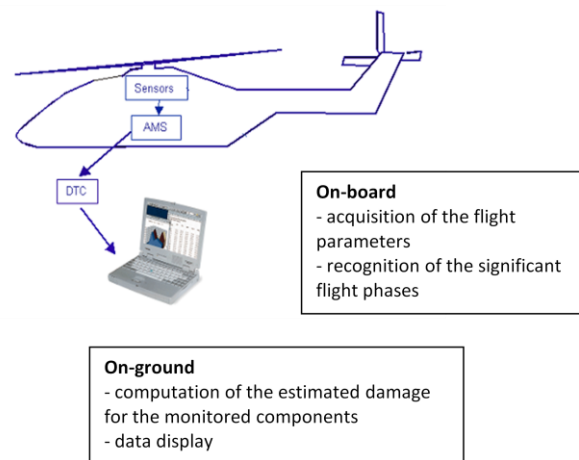 Sensors
AMS
DTC
On-board
- acquisition of the flight
parameters
- recognition of the significant
flight phases
On-ground
- computation of the estimated damage
for the monitored components
- data display